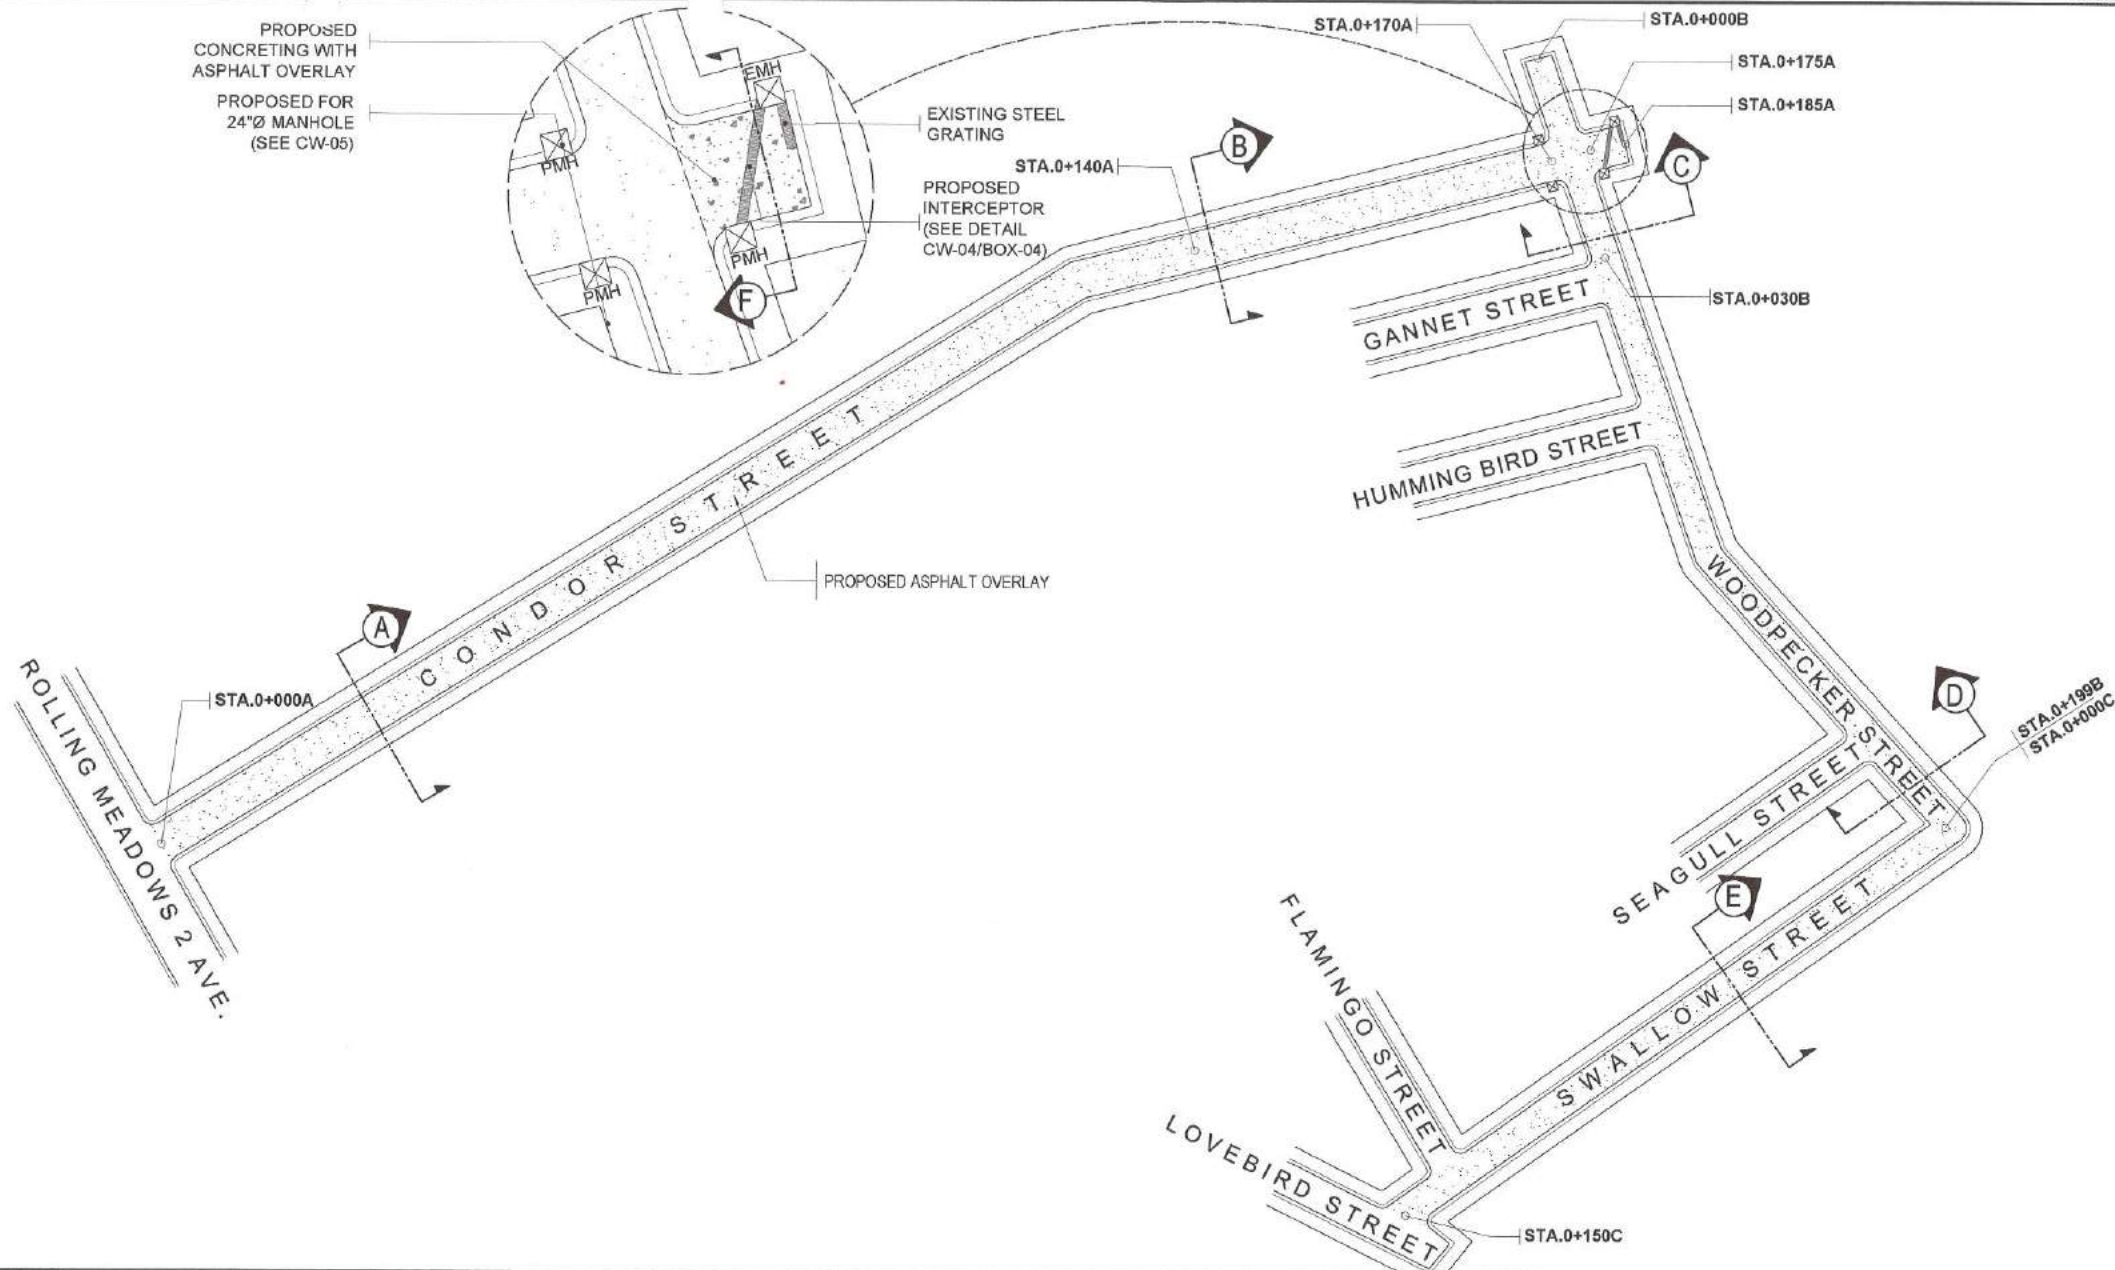 PROPOSED
CONCRETING WITH
ASPHALT OVERLAY
PROPOSED FOR
24"Ø MANHOLE
(SEE CW-05)
EMH
PMH
PMH
PMH
F
EXISTING STEEL
GRATING
PROPOSED
INTERCEPTOR
(SEE DETAIL
CW-04/BOX-04)
STA.0+170A
STA.0+000B
STA.0+175A
STA.0+185A
B
STA.0+140A
C
STA.0+030B
GANNET STREET
HUMMING BIRD STREET
CONDOR STREET
PROPOSED ASPHALT OVERLAY
A
STA.0+000A
ROLLING MEADOWS 2 AVE.
WOODPECKER STREET
D
STA.0+199B
STA.0+000C
SEAGULL STREET
E
SWALLOW STREET
FLAMINGO STREET
LOVEBIRD STREET
STA.0+150C